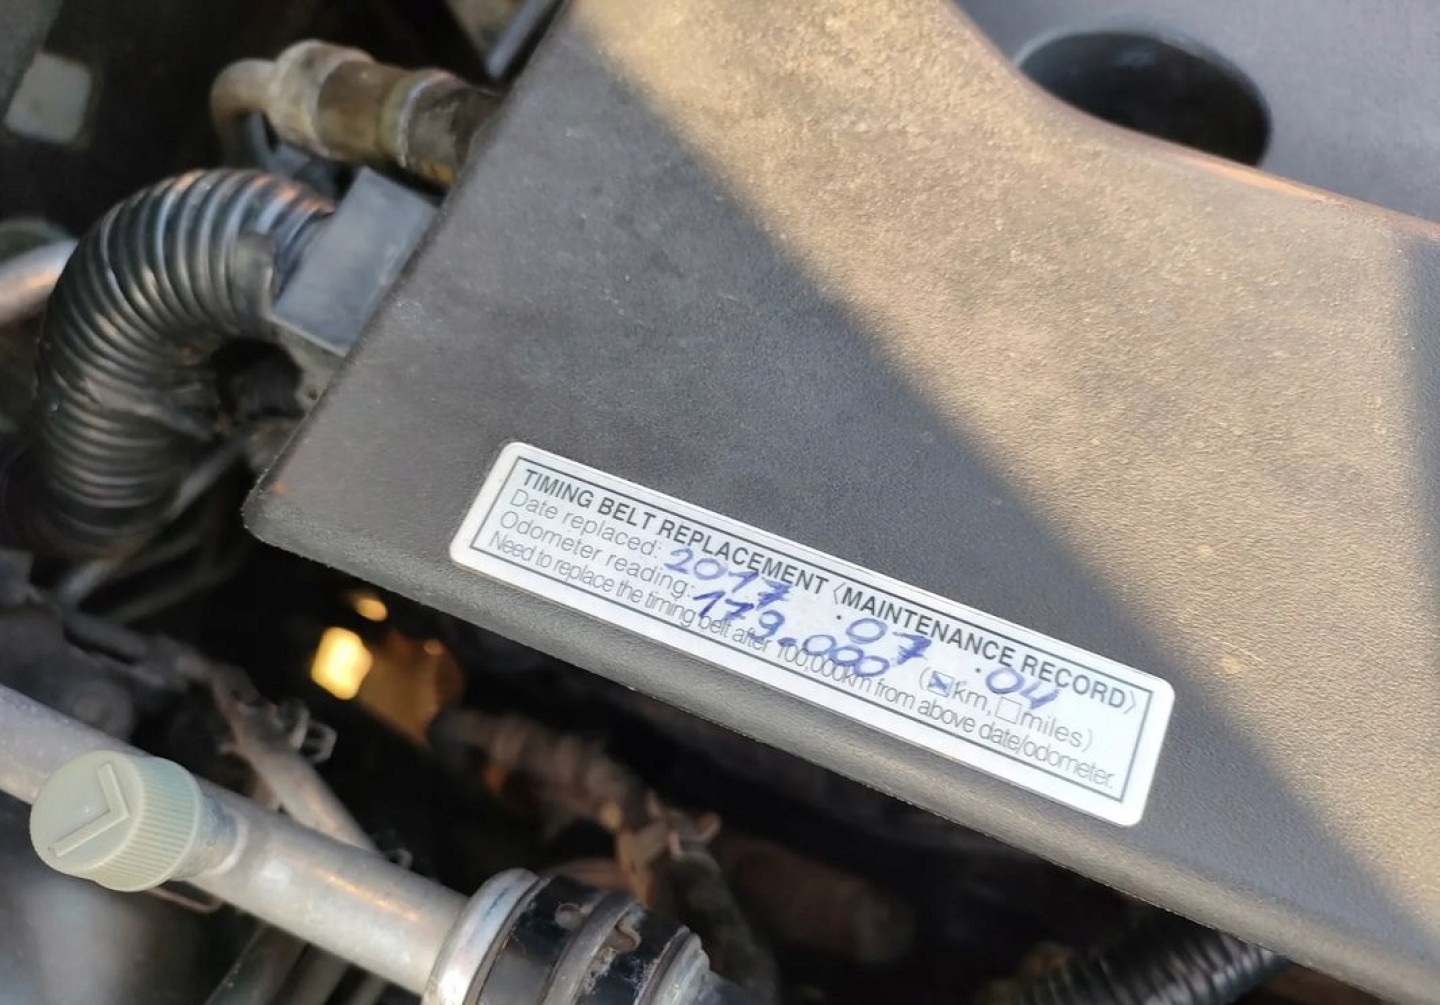 TIMING BELT REPLACEMENT〈MAINTENANCE RECORD〉
Date replaced: 2017.07.04
Odometer reading: 179.000 (☒km,☐miles)
Need to replace the timing belt after 100,000km from above date/odometer.
L